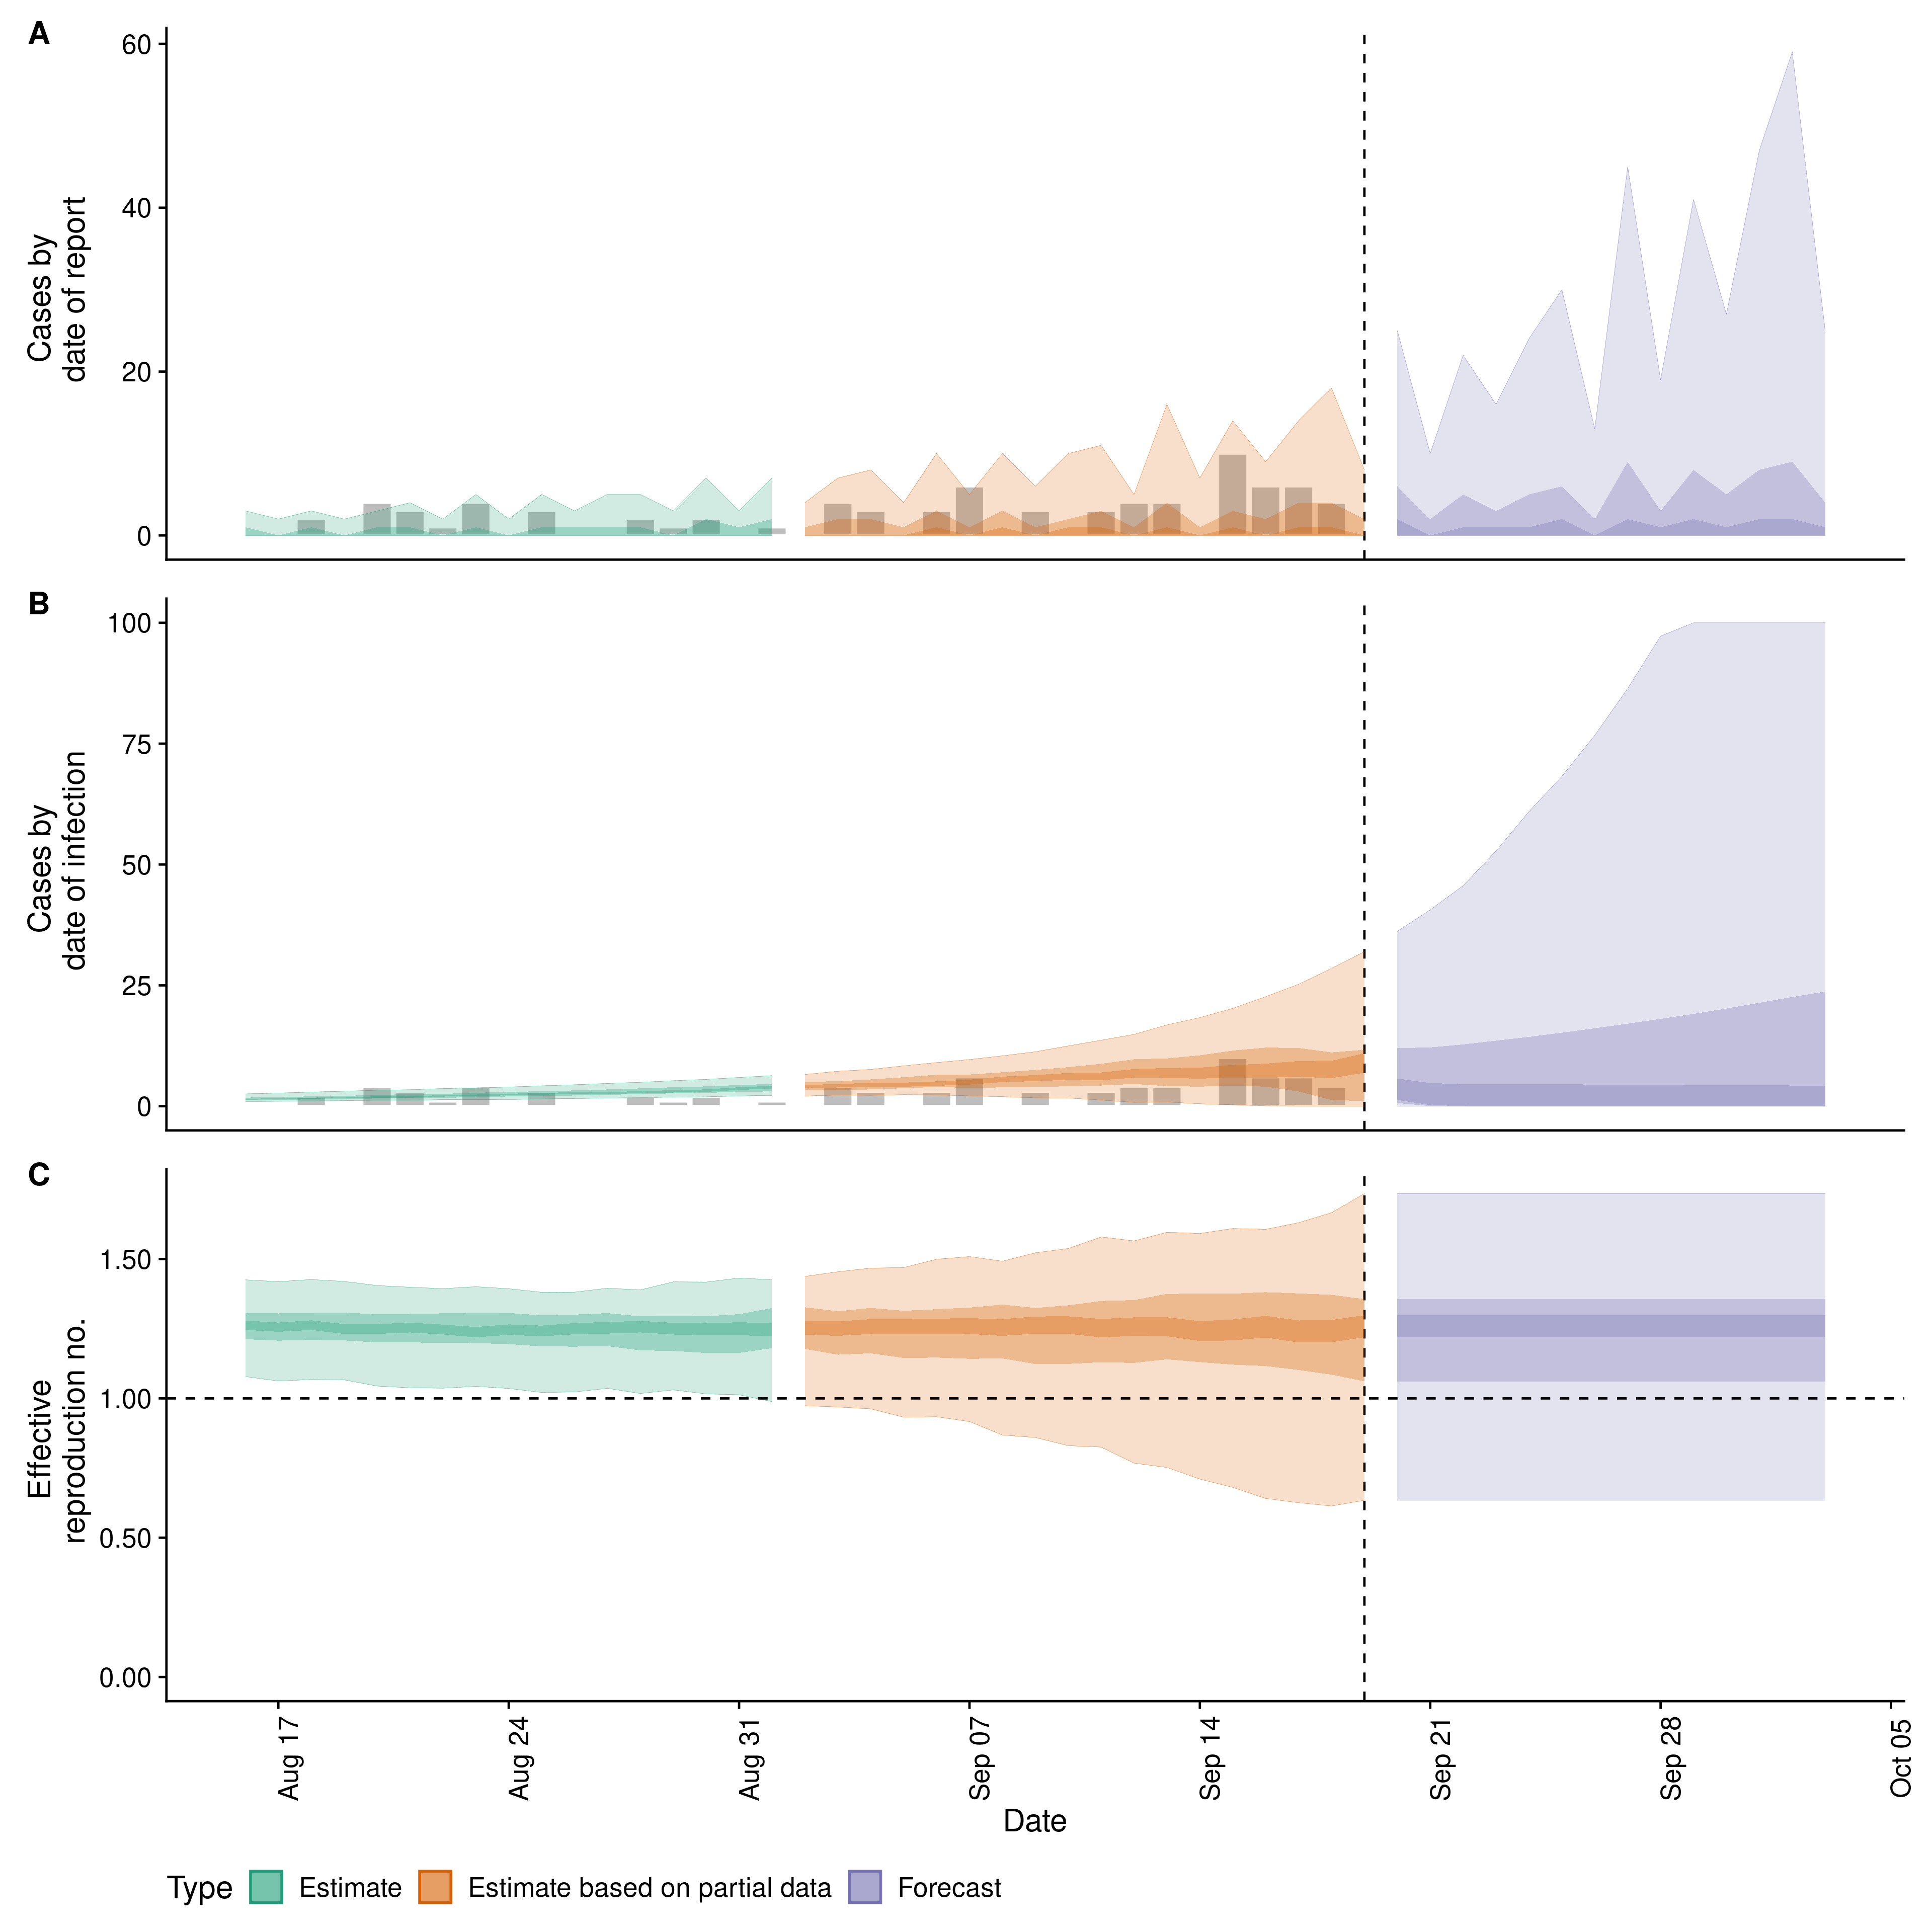 A
60
40
20
0
Cases by
date of report
B
100
75
50
25
0
Cases by
date of infection
C
1.50
1.00
0.50
0.00
Effective
reproduction no.
Aug 17
Aug 24
Aug 31
Sep 07
Sep 14
Sep 21
Sep 28
Oct 05
Date
Type Estimate Estimate based on partial data Forecast